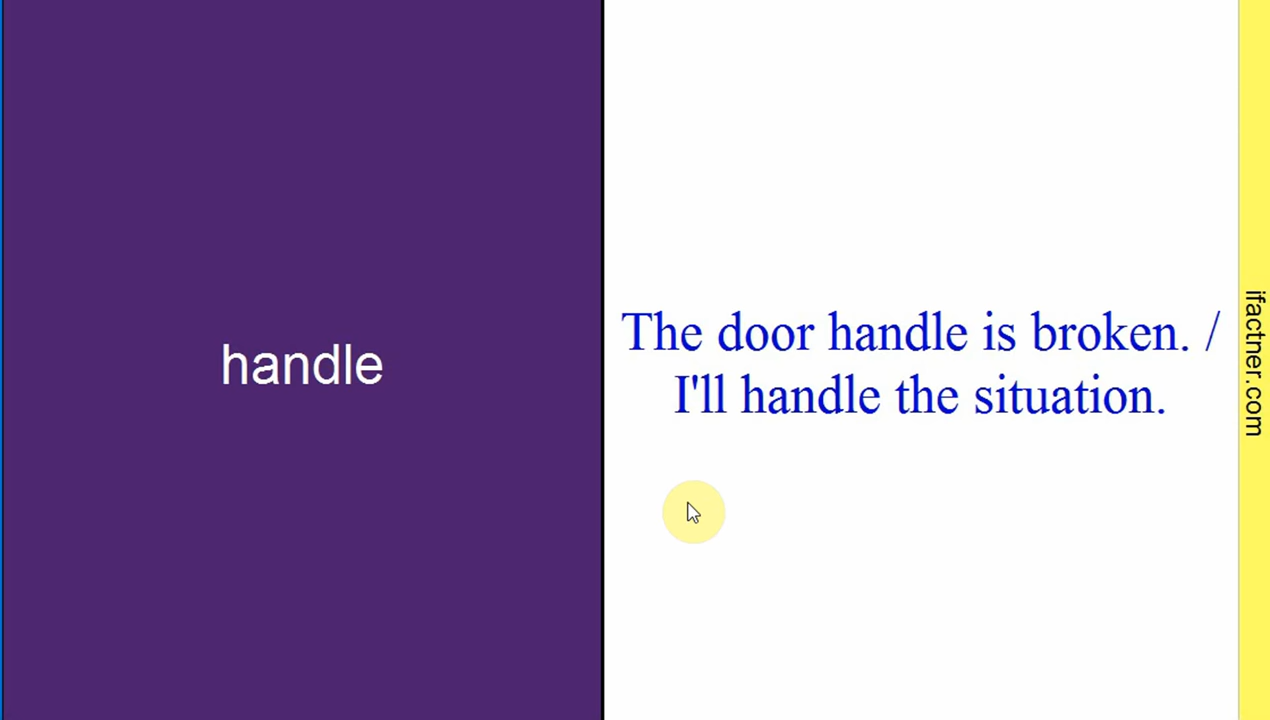 handle
The door handle is broken. /
I'll handle the situation.
ifactner.com